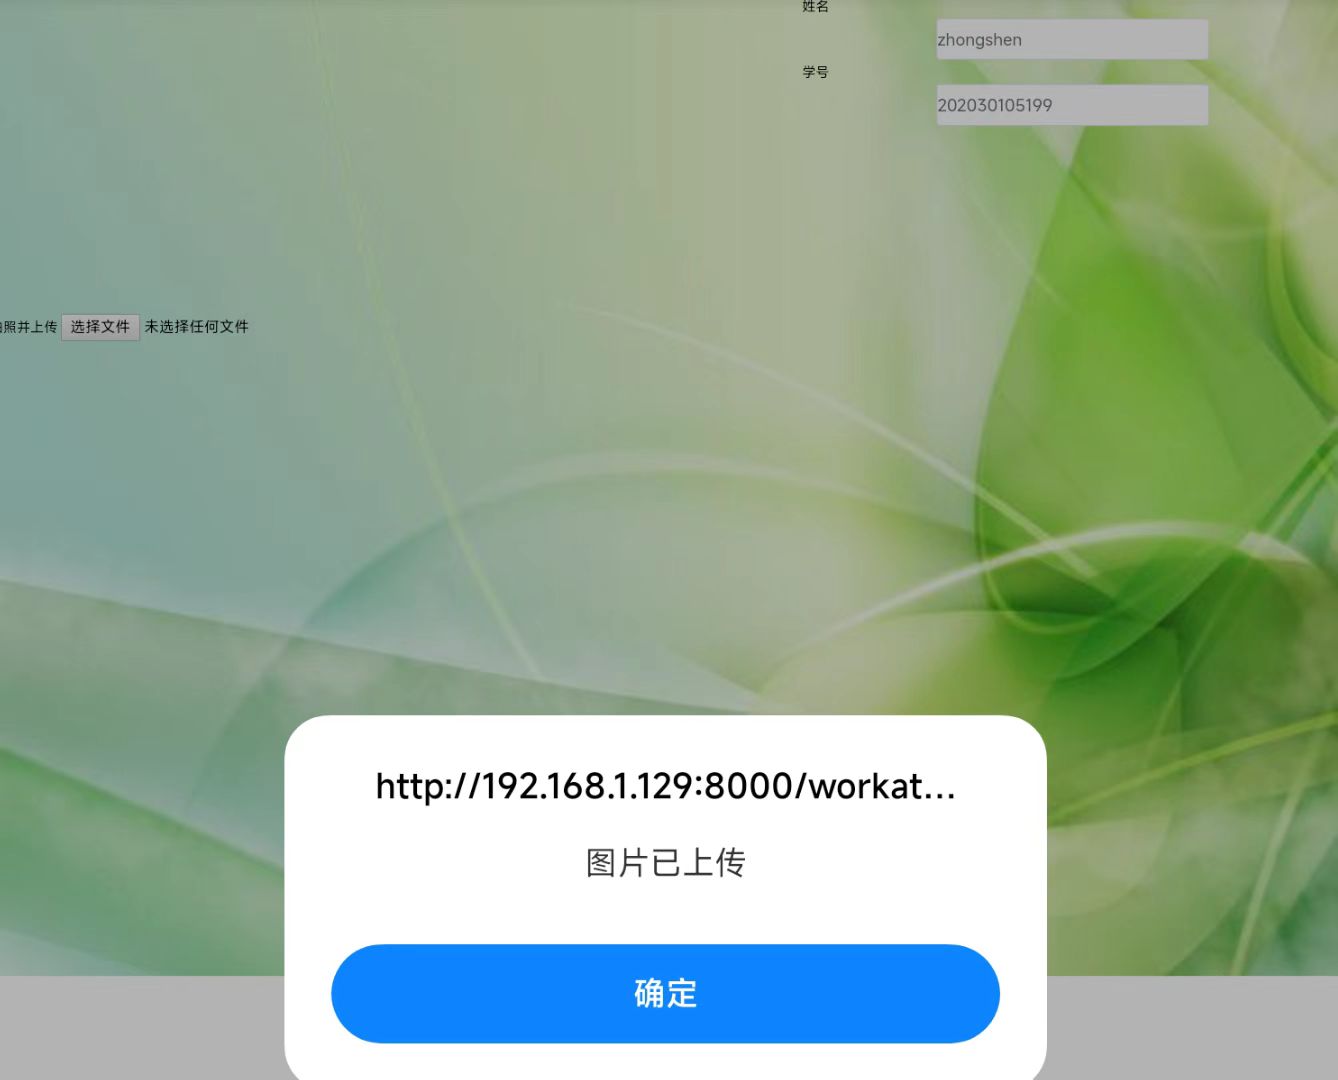 姓名
zhongshen
学号
202030105199
照并上传 选择文件 未选择任何文件
http://192.168.1.129:8000/workat...
图片已上传
确定